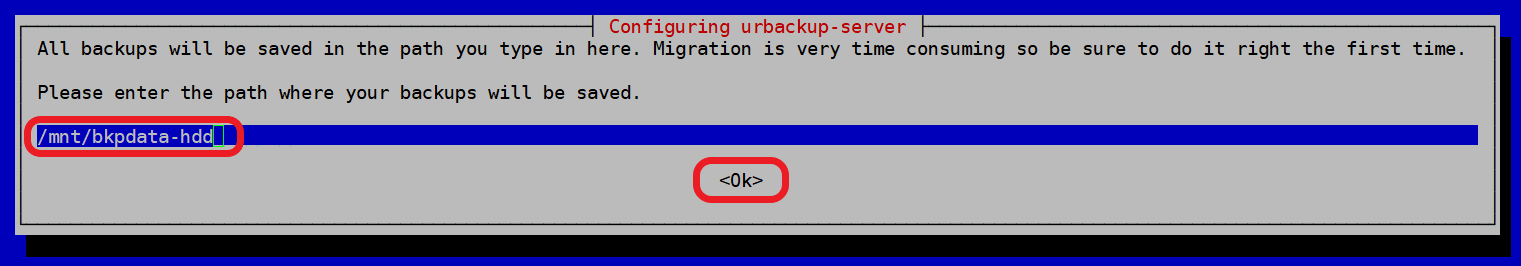 Configuring urbackup-server
All backups will be saved in the path you type in here. Migration is very time consuming so be sure to do it right the first time.
Please enter the path where your backups will be saved.
/mnt/bkpdata-hdd
<Ok>